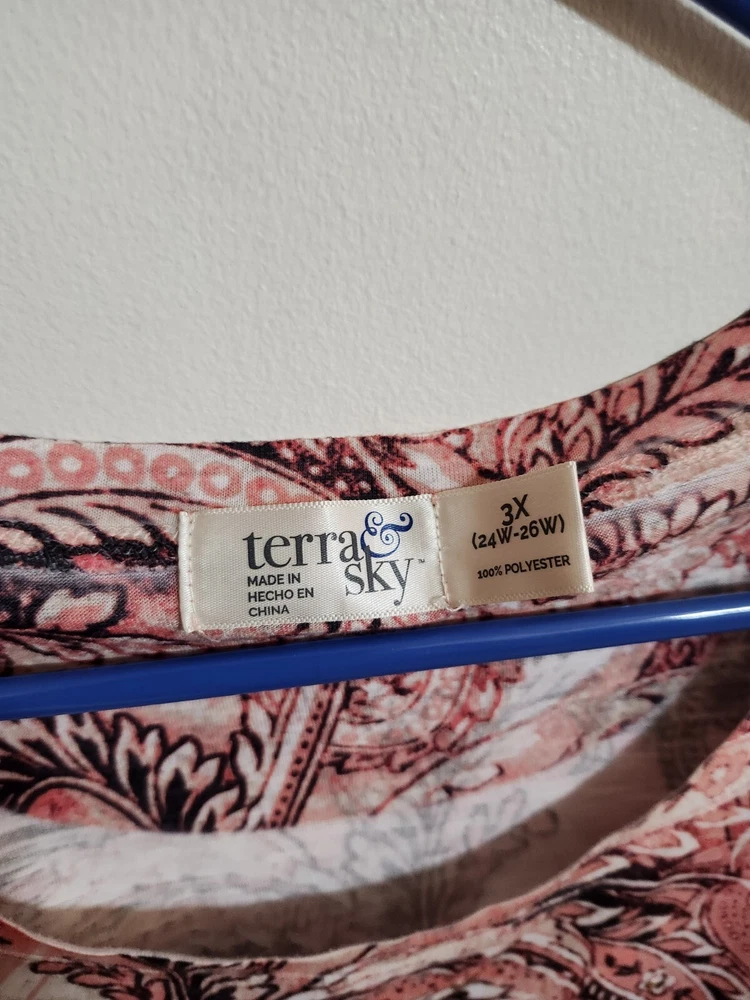 terra &
sky™
MADE IN
HECHO EN
CHINA
3X
(24W-26W)
100% POLYESTER